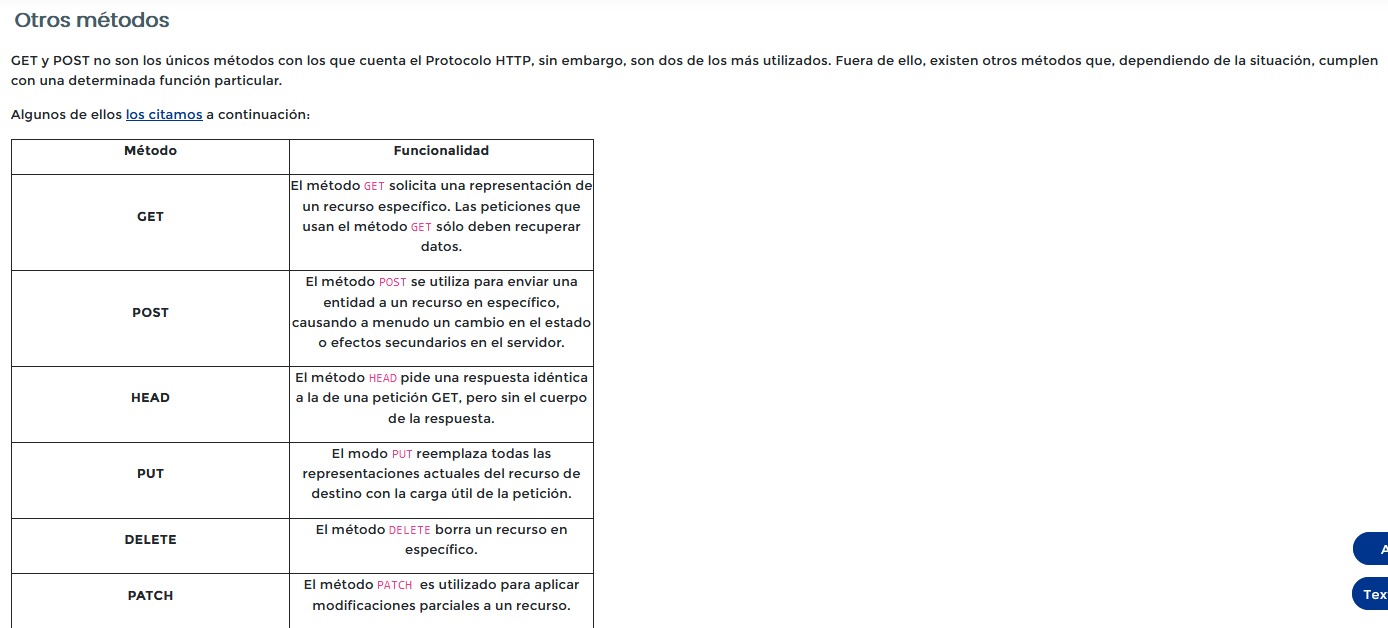 Otros métodos
GET y POST no son los únicos métodos con los que cuenta el Protocolo HTTP, sin embargo, son dos de los más utilizados. Fuera de ello, existen otros métodos que, dependiendo de la situación, cumplen
con una determinada función particular.
Algunos de ellos los citamos a continuación:
Método
Funcionalidad
GET
El método GET solicita una representación de
un recurso específico. Las peticiones que
usan el método GET sólo deben recuperar
datos.
POST
El método POST se utiliza para enviar una
entidad a un recurso en específico,
causando a menudo un cambio en el estado
o efectos secundarios en el servidor.
HEAD
El método HEAD pide una respuesta idéntica
a la de una petición GET, pero sin el cuerpo
de la respuesta.
PUT
El modo PUT reemplaza todas las
representaciones actuales del recurso de
destino con la carga útil de la petición.
DELETE
El método DELETE borra un recurso en
específico.
PATCH
El método PATCH es utilizado para aplicar
modificaciones parciales a un recurso.